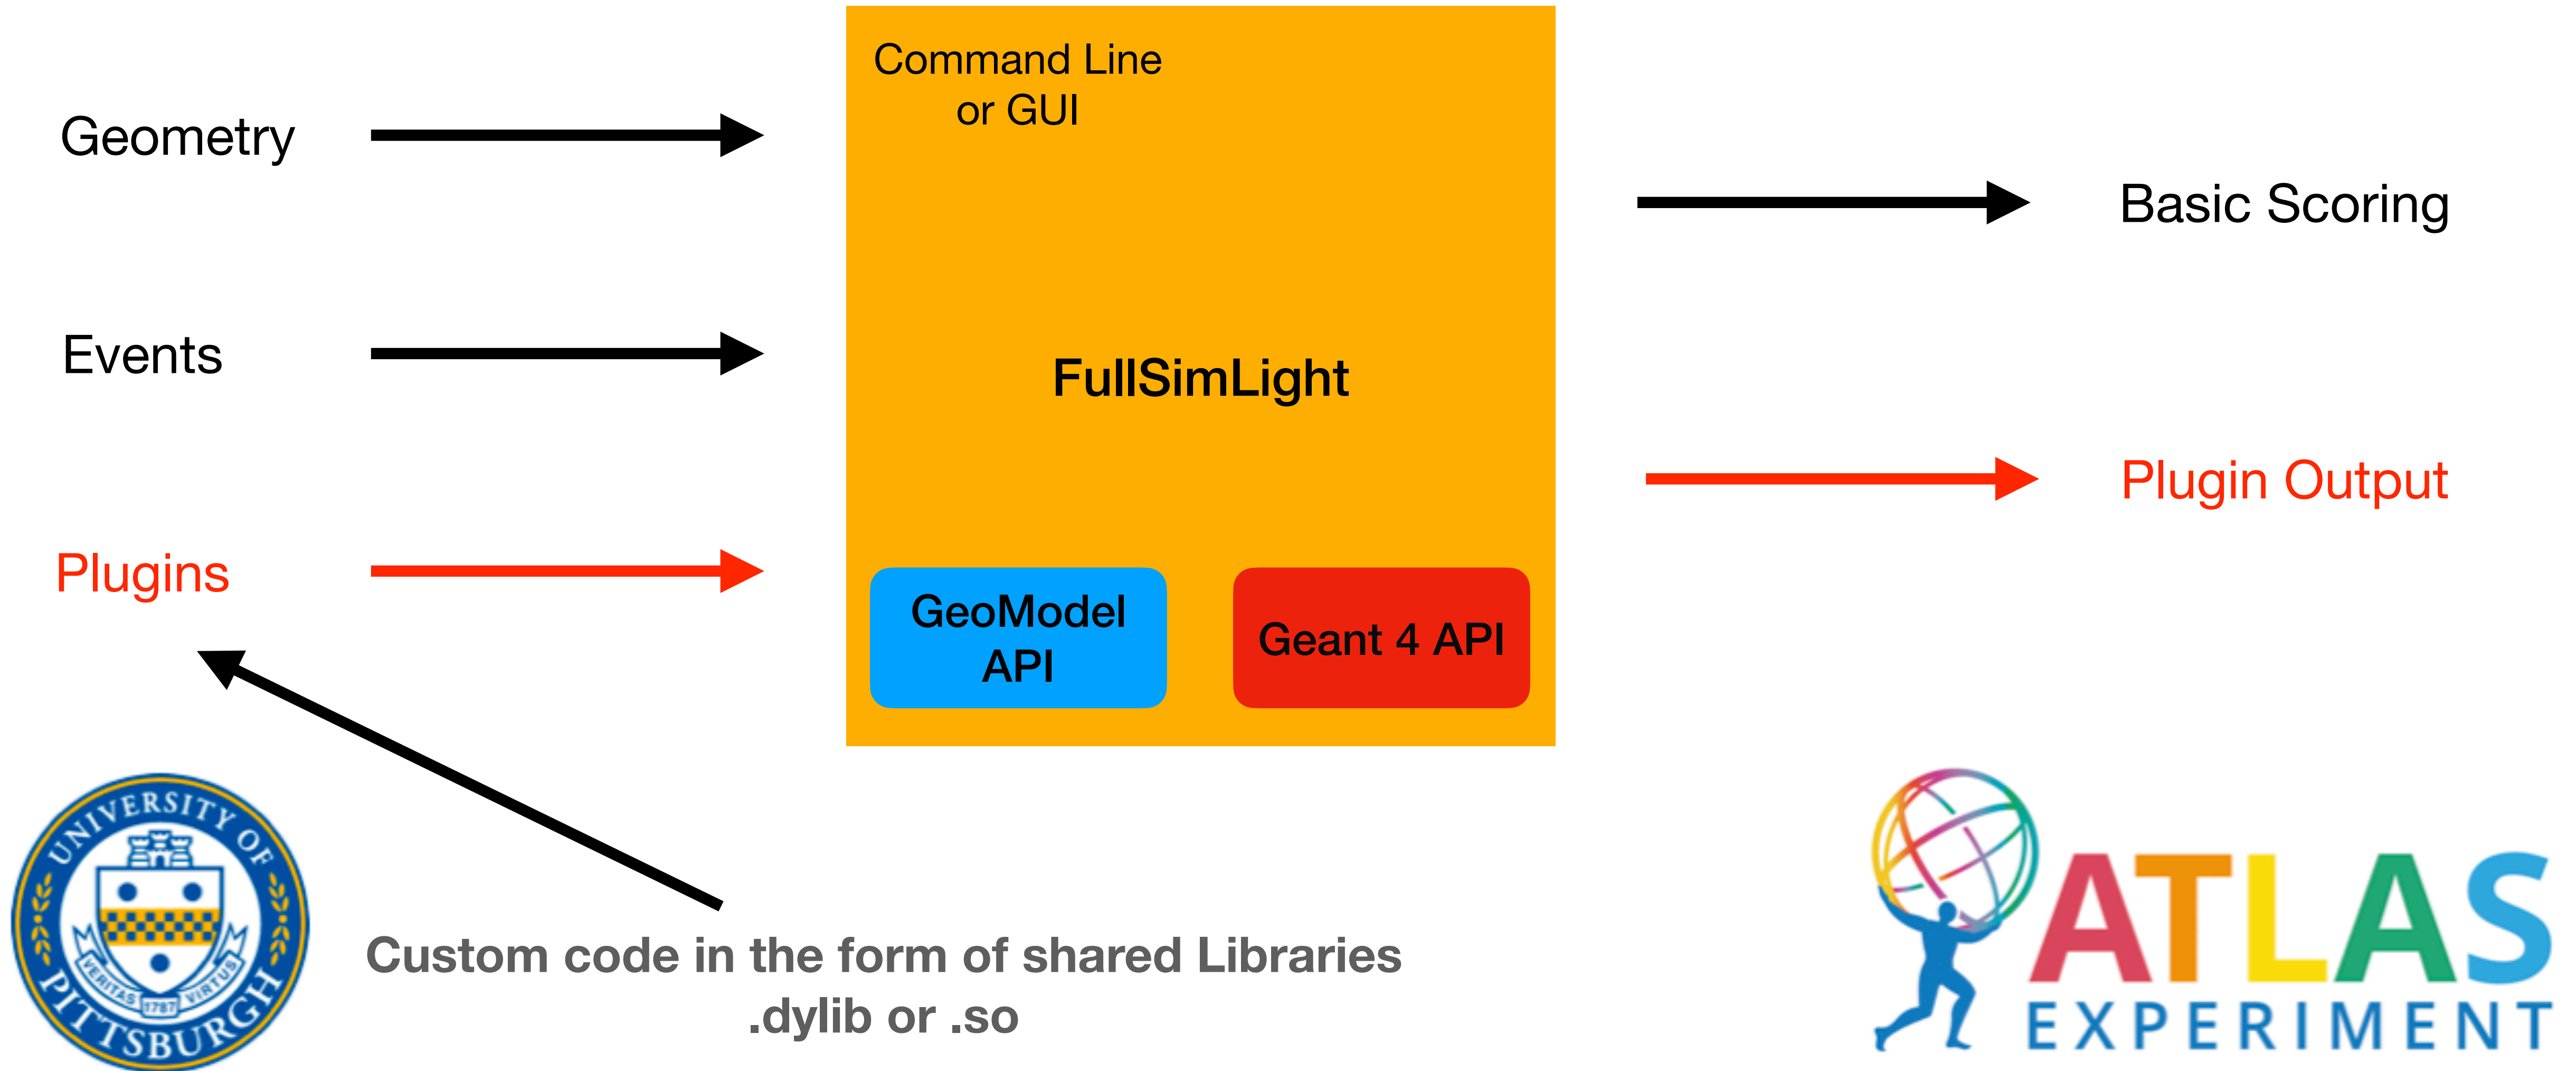 Command Line
or GUI
Geometry
Basic Scoring
Events
FullSimLight
Plugin Output
Plugins
GeoModel
API
Geant 4 API
Custom code in the form of shared Libraries
.dylib or .so
UNIVERSITY OF
PITTSBURGH
VERITAS 1787 VIRTUS
ATLAS
EXPERIMENT